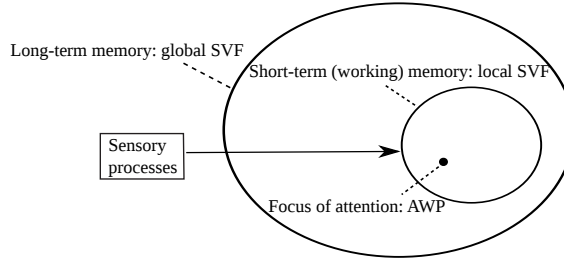 Long-term memory: global SVF
Short-term (working) memory: local SVF
Sensory
processes
Focus of attention: AWP